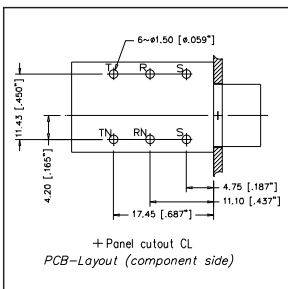 6~ø1.50 [ø.059"]
T R S
11.43 [.450"]
4.20 [.165"]
TN RN S
4.75 [.187"]
11.10 [.437"]
17.45 [.687"]
+ Panel cutout CL
PCB-Layout (component side)